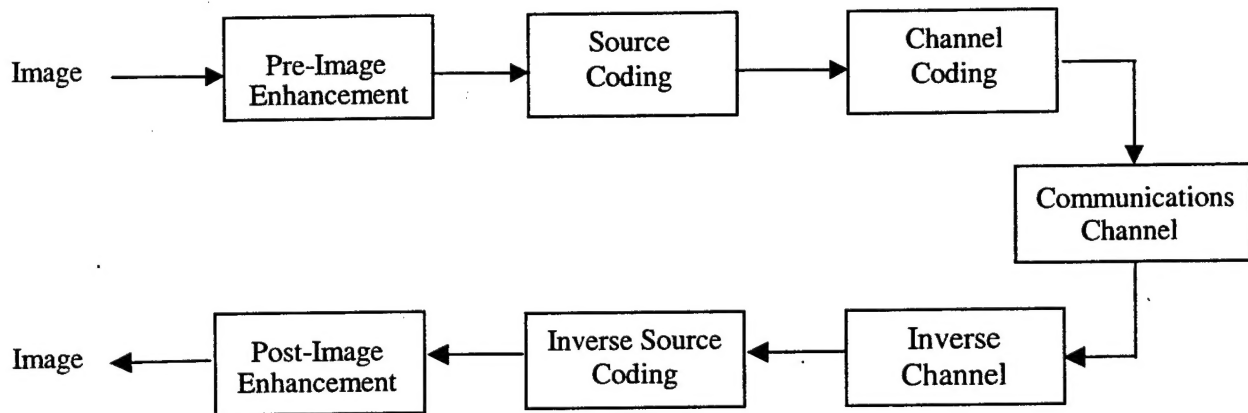 Image
Pre-Image
Enhancement
Source
Coding
Channel
Coding
Communications
Channel
Image
Post-Image
Enhancement
Inverse Source
Coding
Inverse
Channel